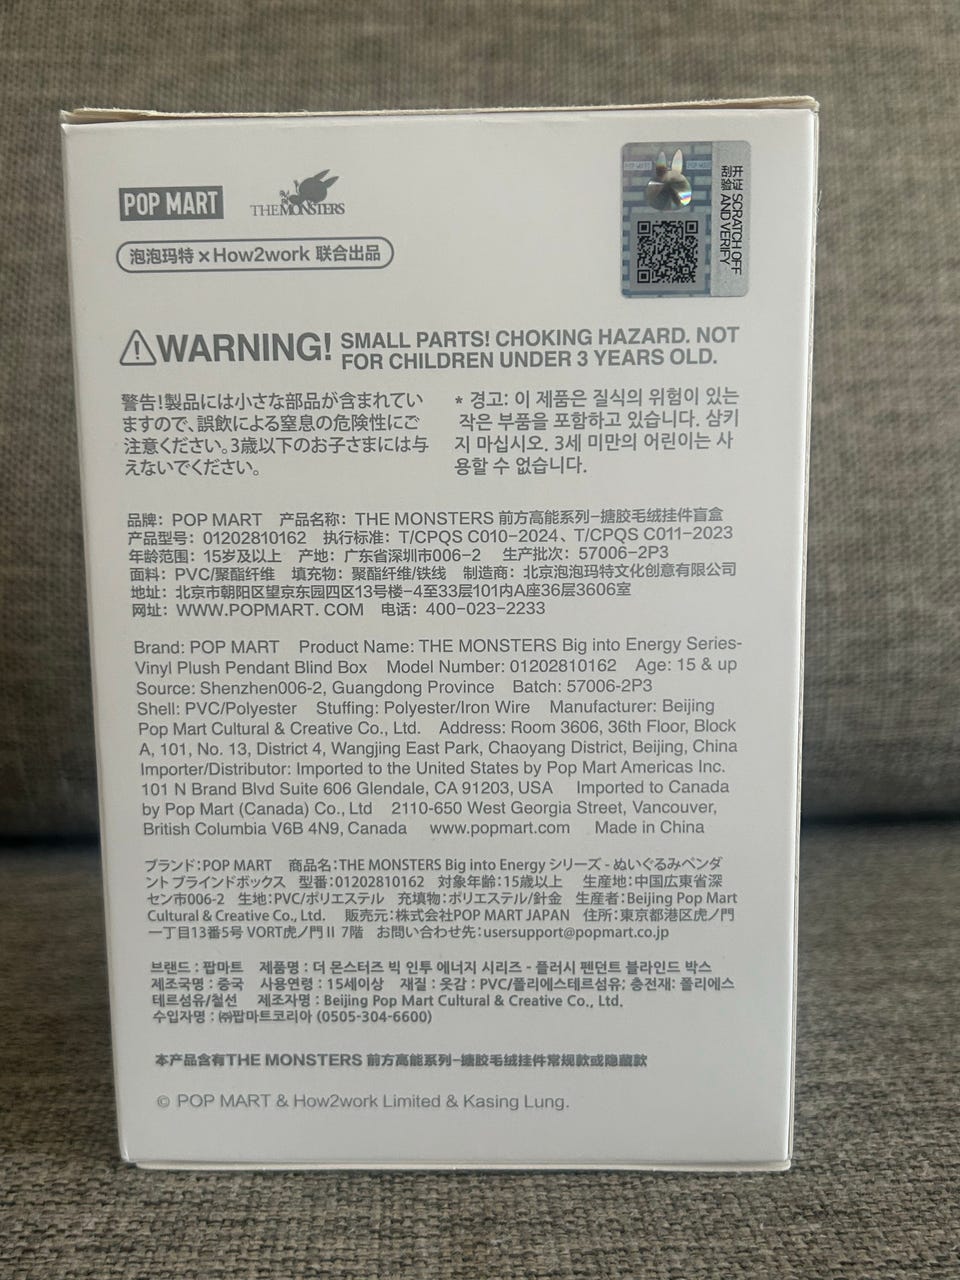 POP MART
THE MONSTERS
泡泡玛特×How2work 联合出品
开证 SCRATCH OFF
刮验 AND VERIFY
WARNING! SMALL PARTS! CHOKING HAZARD. NOT
FOR CHILDREN UNDER 3 YEARS OLD.
警告!製品には小さな部品が含まれてい
ますので、誤飲による窒息の危険性にご
注意ください。3歳以下のお子さまには与
えないでください。
* 경고: 이 제품은 질식의 위험이 있는
작은 부품을 포함하고 있습니다. 삼키
지 마십시오. 3세 미만의 어린이는 사
용할 수 없습니다.
品牌: POP MART 产品名称: THE MONSTERS 前方高能系列-搪胶毛绒挂件盲盒
产品型号: 01202810162 执行标准: T/CPQS C010-2024、T/CPQS C011-2023
年龄范围: 15岁及以上 产地: 广东省深圳市006-2 生产批次: 57006-2P3
面料: PVC/聚酯纤维 填充物: 聚酯纤维/铁线 制造商: 北京泡泡玛特文化创意有限公司
地址: 北京市朝阳区望京东园四区13号楼-4至33层101内A座36层3606室
网址: WWW.POPMART.COM 电话: 400-023-2233
Brand: POP MART Product Name: THE MONSTERS Big into Energy Series-
Vinyl Plush Pendant Blind Box Model Number: 01202810162 Age: 15 & up
Source: Shenzhen006-2, Guangdong Province Batch: 57006-2P3
Shell: PVC/Polyester Stuffing: Polyester/Iron Wire Manufacturer: Beijing
Pop Mart Cultural & Creative Co., Ltd. Address: Room 3606, 36th Floor, Block
A, 101, No. 13, District 4, Wangjing East Park, Chaoyang District, Beijing, China
Importer/Distributor: Imported to the United States by Pop Mart Americas Inc.
101 N Brand Blvd Suite 606 Glendale, CA 91203, USA Imported to Canada
by Pop Mart (Canada) Co., Ltd 2110-650 West Georgia Street, Vancouver,
British Columbia V6B 4N9, Canada www.popmart.com Made in China
ブランド:POP MART 商品名:THE MONSTERS Big into Energy シリーズ - ぬいぐるみペンダ
ント ブラインドボックス 型番:01202810162 対象年齢:15歳以上 生産地:中国広東省深
セン市006-2 生地:PVC/ポリエステル 充填物:ポリエステル/針金 生産者:Beijing Pop Mart
Cultural & Creative Co., Ltd. 販売元:株式会社POP MART JAPAN 住所:東京都港区虎ノ門
一丁目13番5号 VORT虎ノ門Ⅱ 7階 お問い合わせ先:usersupport@popmart.co.jp
브랜드 : 팝마트 제품명 : 더 몬스터즈 빅 인투 에너지 시리즈 - 플러시 펜던트 블라인드 박스
제조국명 : 중국 사용연령 : 15세이상 재질 : 옷감 : PVC/폴리에스테르섬유; 충전재: 폴리에스
테르섬유/철선 제조자명 : Beijing Pop Mart Cultural & Creative Co., Ltd.
수입자명 : ㈜팝마트코리아 (0505-304-6600)
本产品含有THE MONSTERS 前方高能系列-搪胶毛绒挂件常规款或隐藏款
© POP MART & How2work Limited & Kasing Lung.